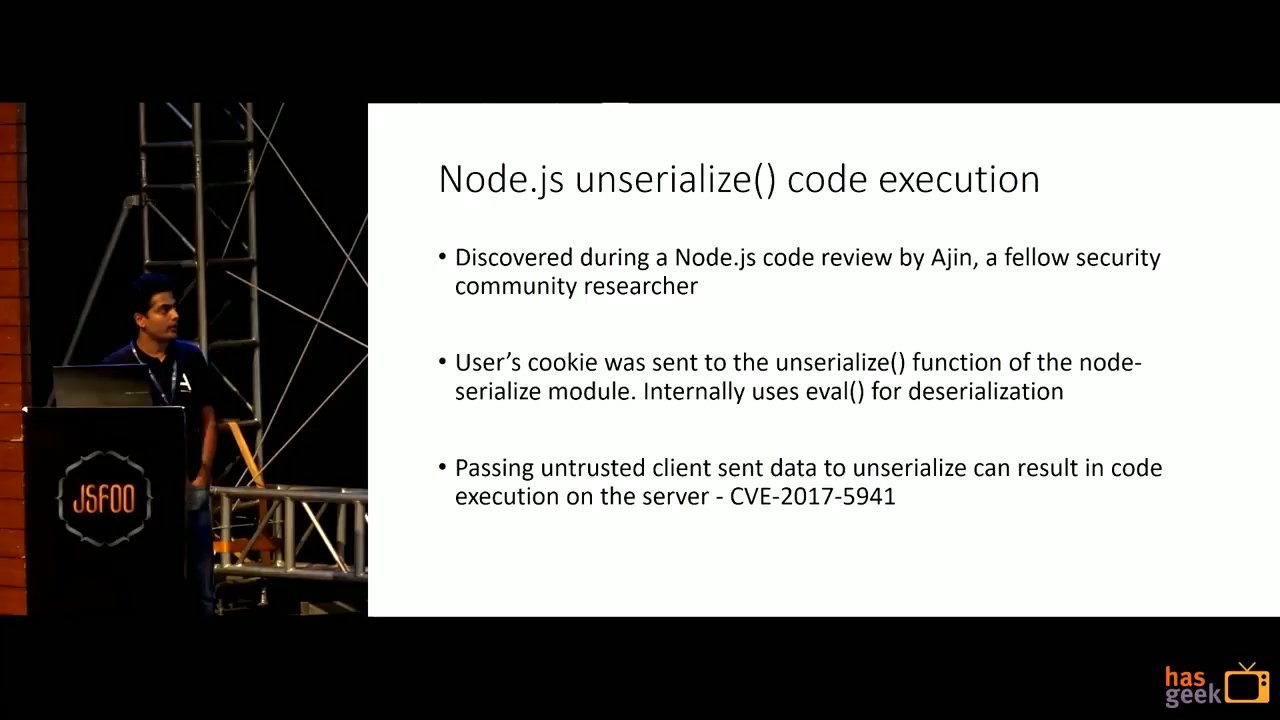 Node.js unserialize() code execution
• Discovered during a Node.js code review by Ajin, a fellow security
community researcher
• User’s cookie was sent to the unserialize() function of the node-
serialize module. Internally uses eval() for deserialization
• Passing untrusted client sent data to unserialize can result in code
execution on the server - CVE-2017-5941
JSFOO
has
geek